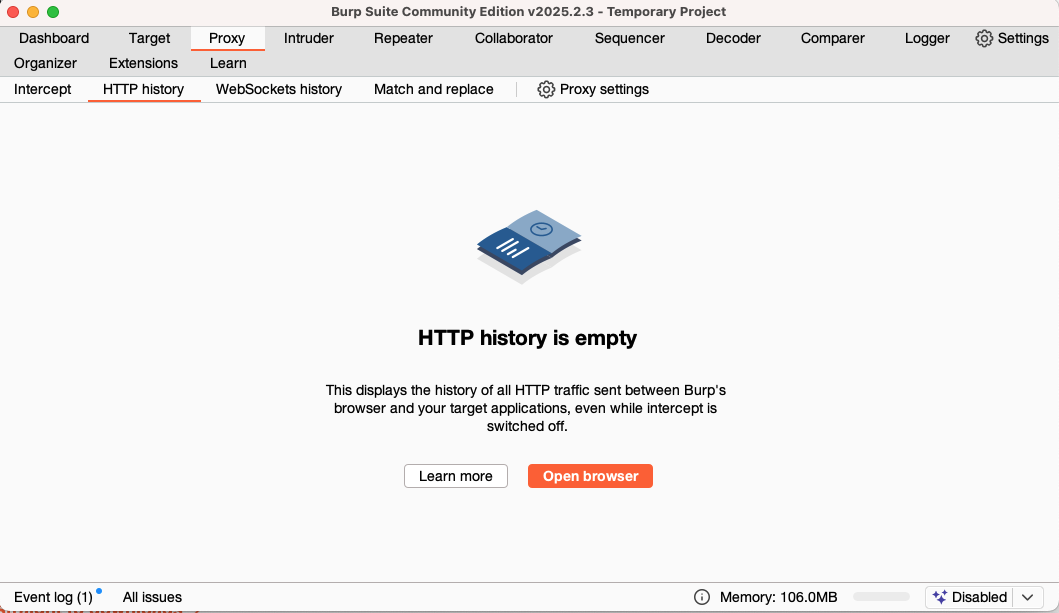 Burp Suite Community Edition v2025.2.3 - Temporary Project
Dashboard Target Proxy Intruder Repeater Collaborator Sequencer Decoder Comparer Logger Settings
Organizer Extensions Learn
Intercept HTTP history WebSockets history Match and replace Proxy settings
HTTP history is empty
This displays the history of all HTTP traffic sent between Burp's
browser and your target applications, even while intercept is
switched off.
Learn more Open browser
Event log (1) All issues Memory: 106.0MB Disabled